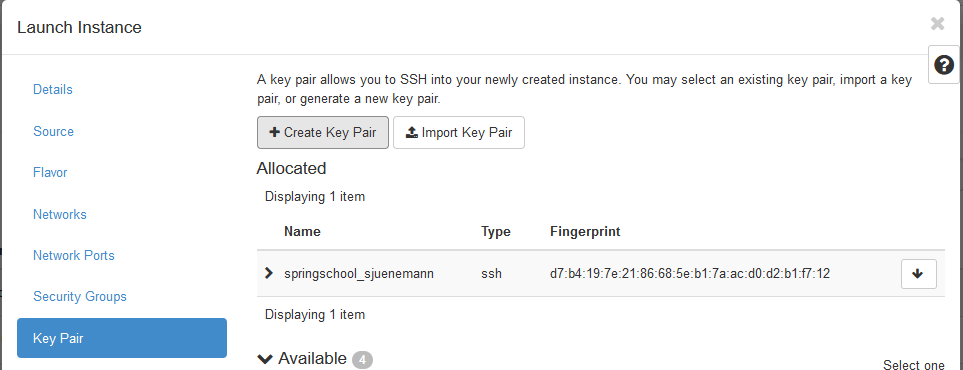 Launch Instance
Details
Source
Flavor
Networks
Network Ports
Security Groups
Key Pair
A key pair allows you to SSH into your newly created instance. You may select an existing key pair, import a key
pair, or generate a new key pair.
Create Key Pair Import Key Pair
Allocated
Displaying 1 item
Name Type Fingerprint
springschool_sjuenemann ssh d7:b4:19:7e:21:86:68:5e:b1:7a:ac:d0:d2:b1:f7:12
Displaying 1 item
Available 4
Select one